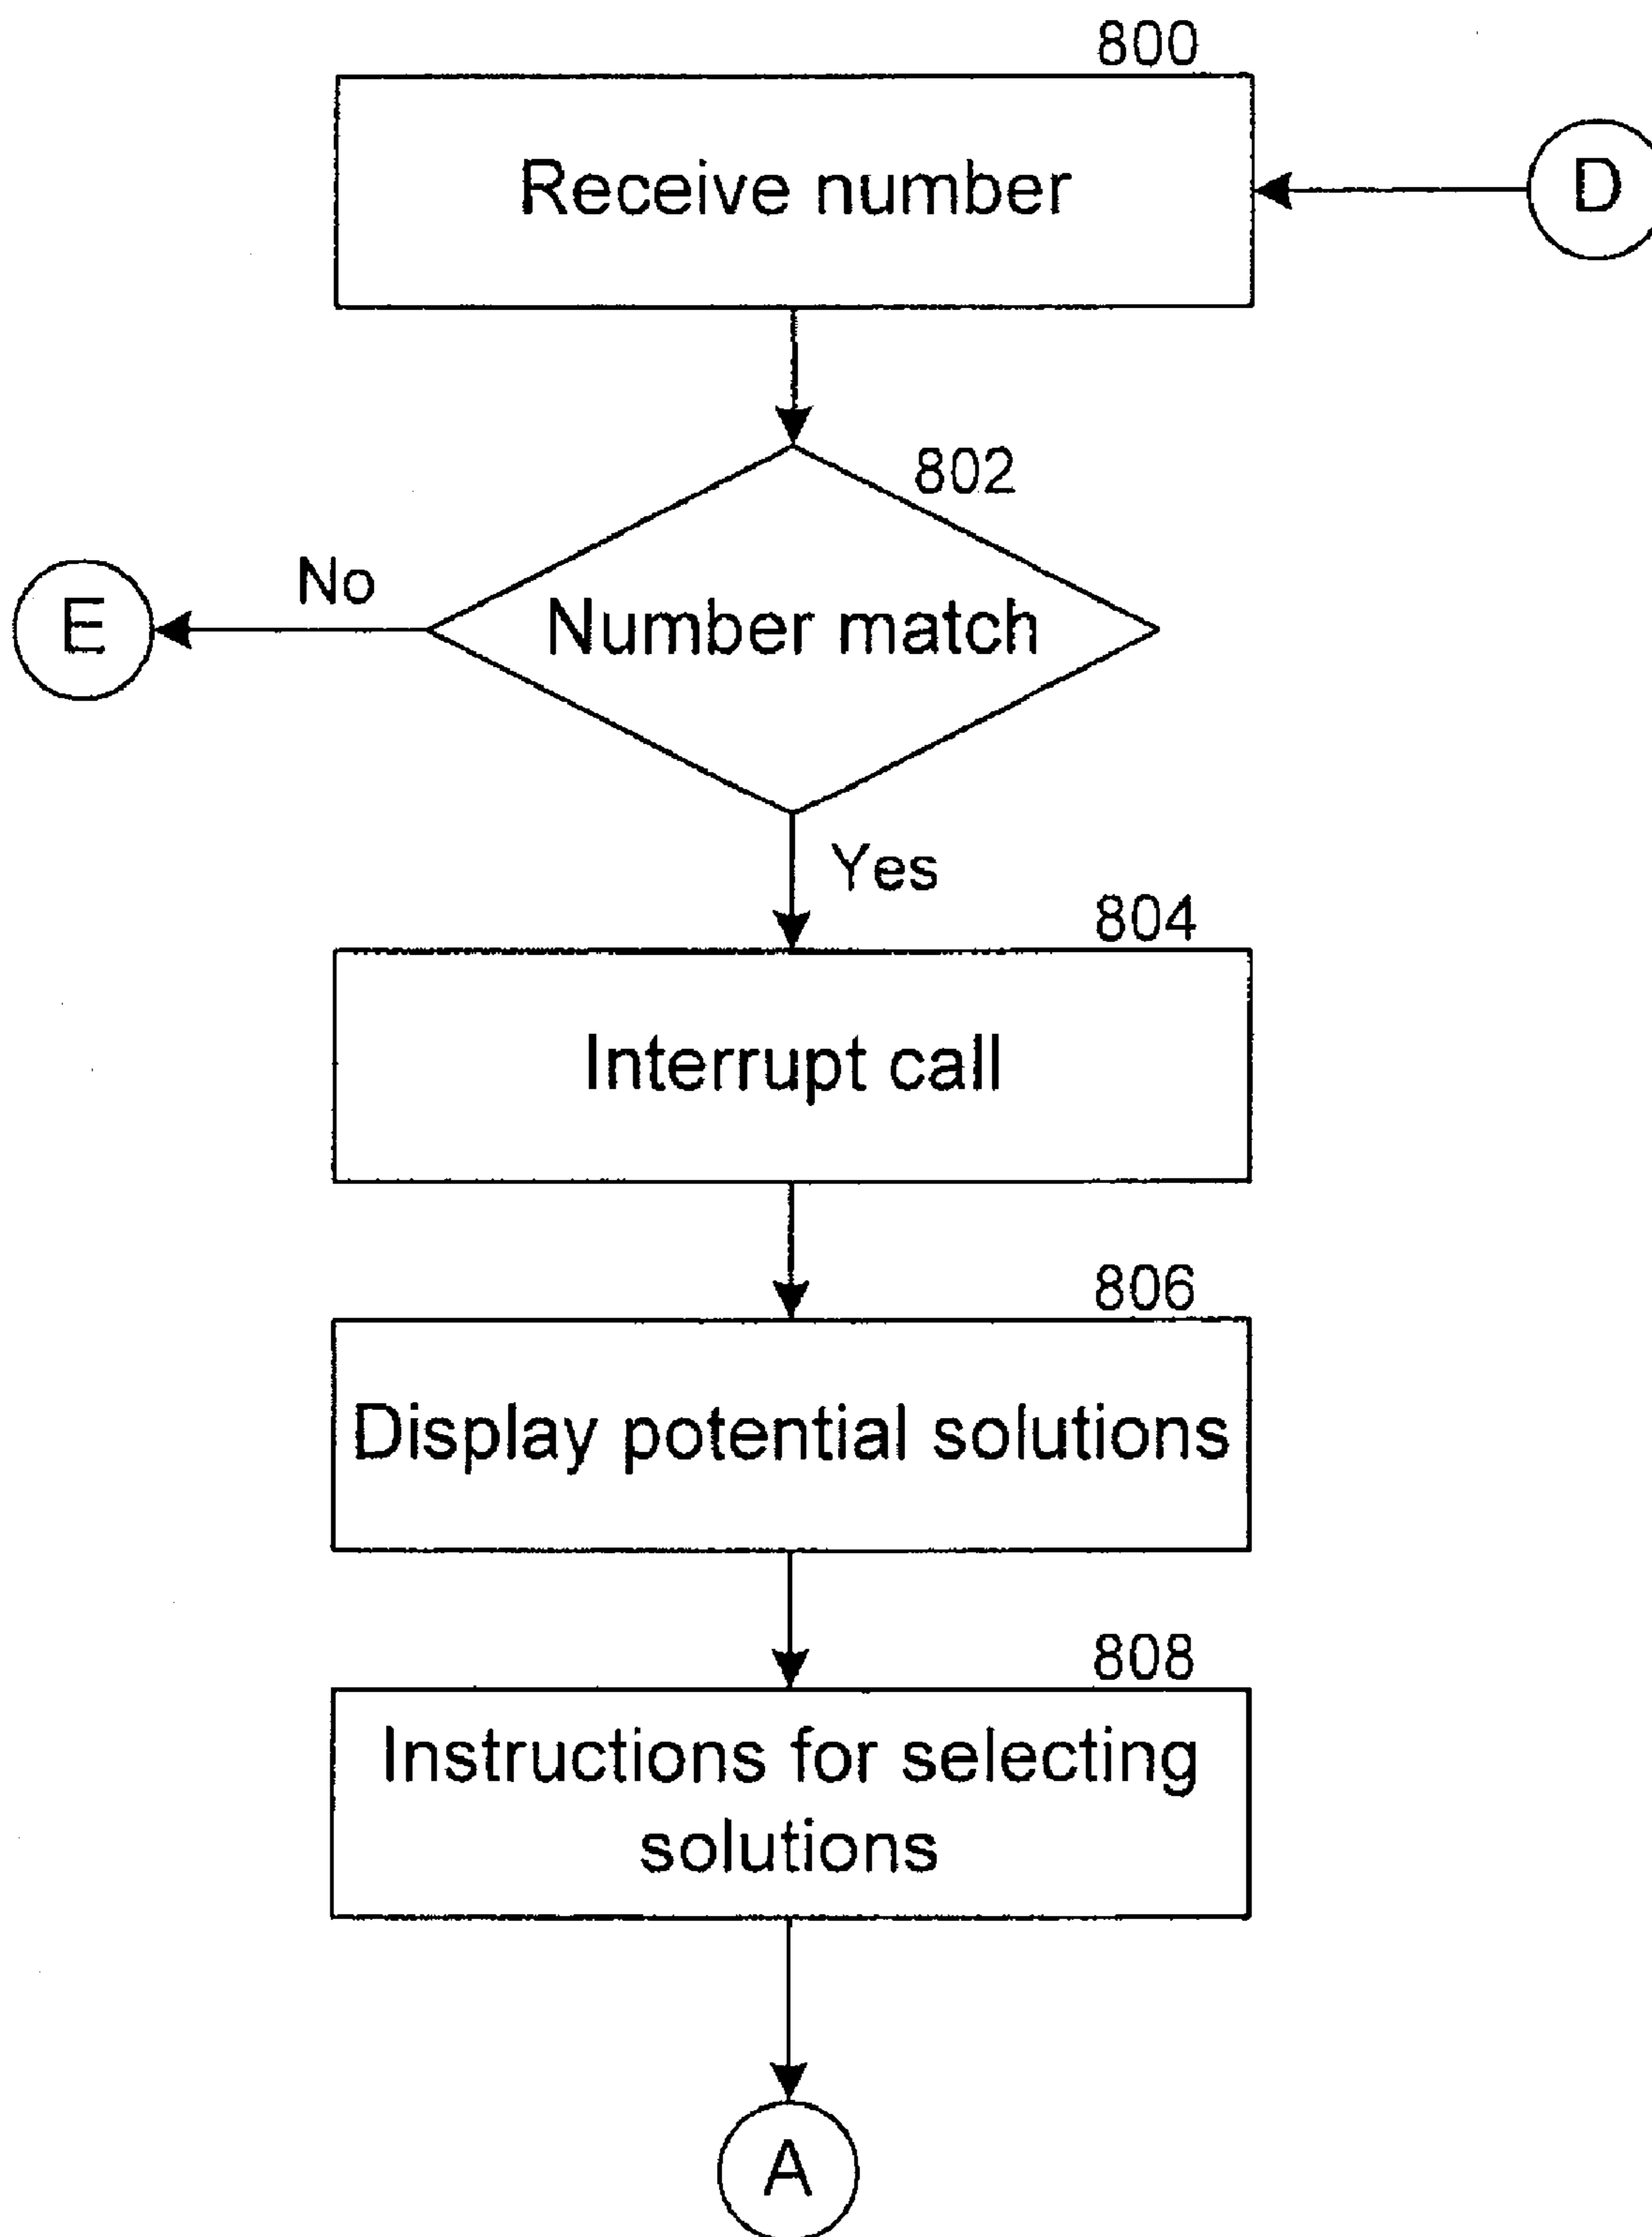 800
Receive number
D
802
No
E
Number match
Yes
804
Interrupt call
806
Display potential solutions
808
Instructions for selecting
solutions
A